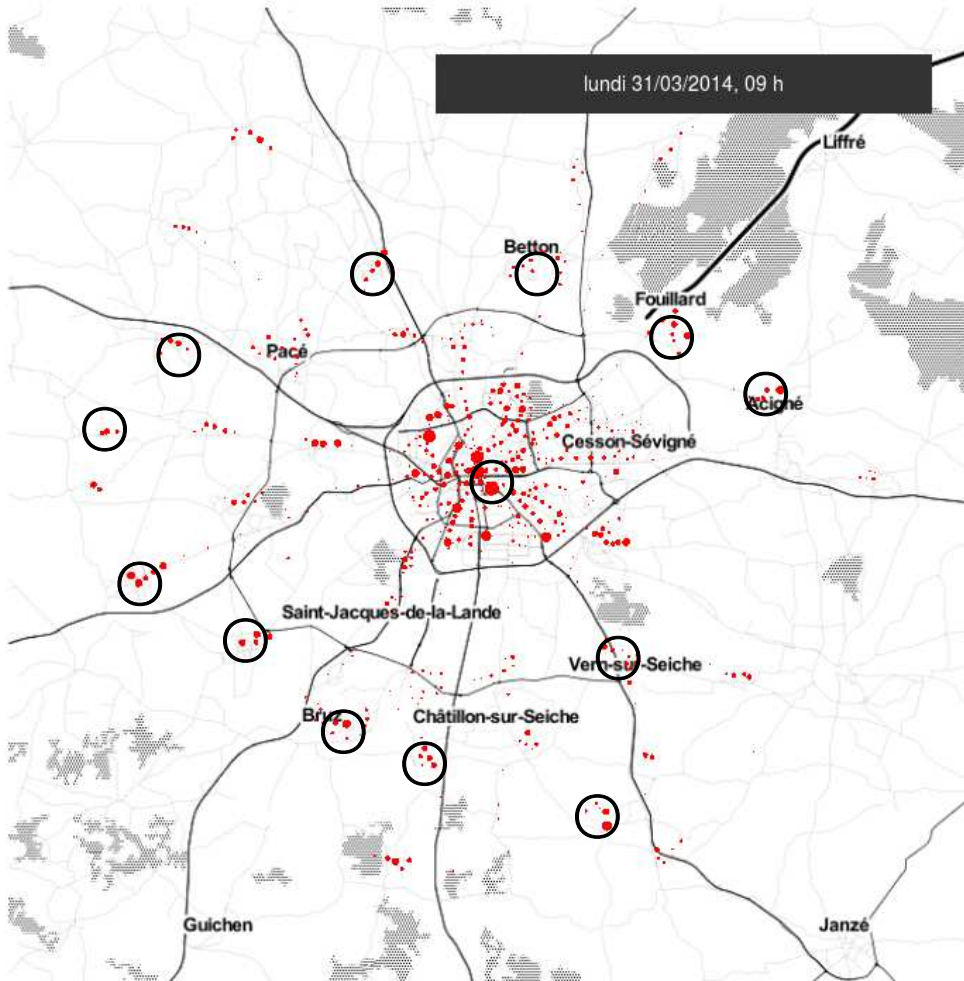 lundi 31/03/2014, 09 h
Liffré
Betton
Fouillard
Pacé
Acigné
Cesson-Sévigné
Saint-Jacques-de-la-Lande
Vern-sur-Seiche
Bruz
Châtillon-sur-Seiche
Guichen
Janzé